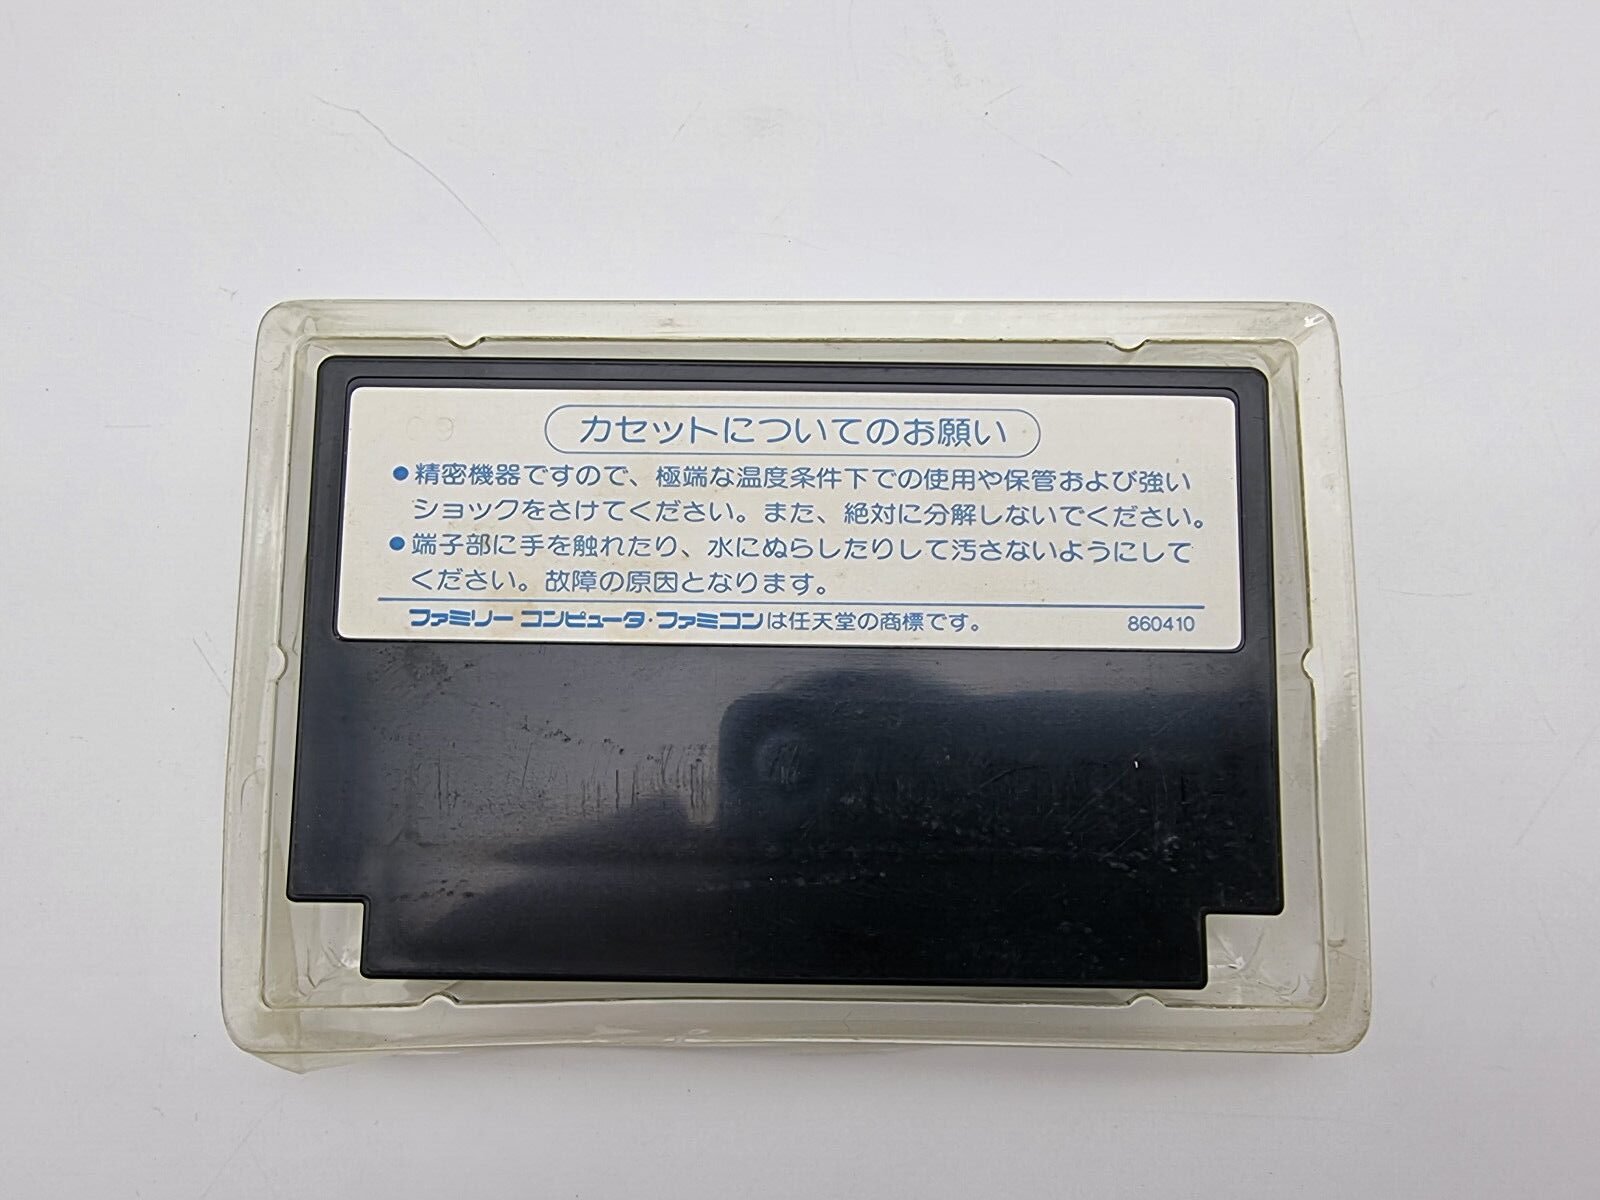 カセットについてのお願い
●精密機器ですので、極端な温度条件下での使用や保管および強い
ショックをさけてください。また、絶対に分解しないでください。
●端子部に手を触れたり、水にぬらしたりして汚さないようにして
ください。故障の原因となります。
ファミリー コンピュータ・ファミコンは任天堂の商標です。 860410